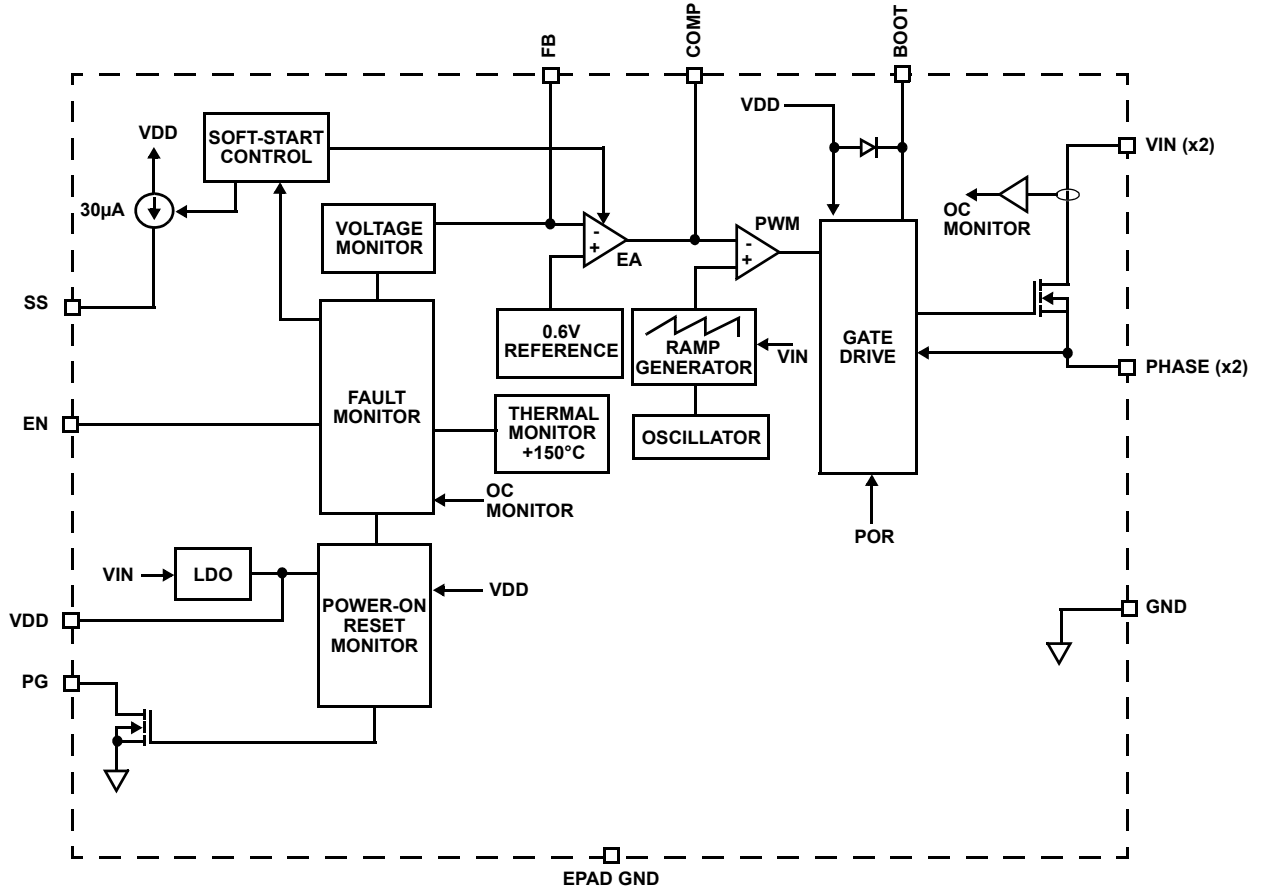 FB
COMP
BOOT
VDD
SOFT-START
CONTROL
VDD
30µA
VIN (x2)
OC
MONITOR
VOLTAGE
MONITOR
-
+
EA
PWM
-
+
SS
0.6V
REFERENCE
RAMP
GENERATOR
VIN
GATE
DRIVE
PHASE (x2)
FAULT
MONITOR
EN
THERMAL
MONITOR
+150°C
OSCILLATOR
OC
MONITOR
POR
VIN
LDO
VDD
VDD
POWER-ON
RESET
MONITOR
GND
PG
EPAD GND